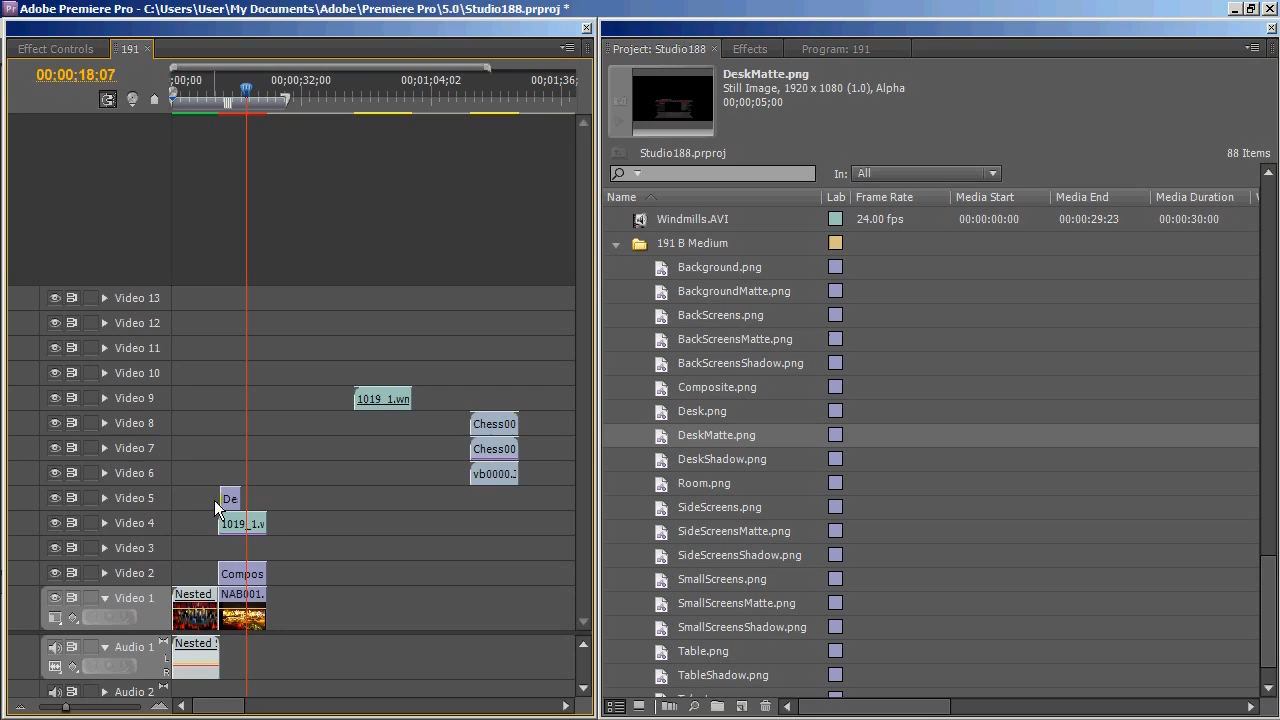 Adobe Premiere Pro - C:\Users\User\My Documents\Adobe\Premiere Pro\5.0\Studio188.prproj *
Effect Controls
191
00:00:18:07
:00:00
00:00:32:00
00:01:04:02
00:01:36:
Video 13
Video 12
Video 11
Video 10
Video 9
1019_1.wn
Video 8
Chess00
Video 7
Chess00
Video 6
vb0000.
Video 5
De
Video 4
1019_1.w
Video 3
Video 2
Compos
Video 1
Nested
NAB001.
Audio 1
Nested
L
R
Audio 2
Project: Studio188
Effects
Program: 191
DeskMatte.png
Still Image, 1920 x 1080 (1.0), Alpha
00;00;05;00
Studio188.prproj
88 Items
In:
All
Name
Lab
Frame Rate
Media Start
Media End
Media Duration
Windmills.AVI
24.00 fps
00:00:00:00
00:00:29:23
00:00:30:00
191 B Medium
Background.png
BackgroundMatte.png
BackScreens.png
BackScreensMatte.png
BackScreensShadow.png
Composite.png
Desk.png
DeskMatte.png
DeskShadow.png
Room.png
SideScreens.png
SideScreensMatte.png
SideScreensShadow.png
SmallScreens.png
SmallScreensMatte.png
SmallScreensShadow.png
Table.png
TableShadow.png